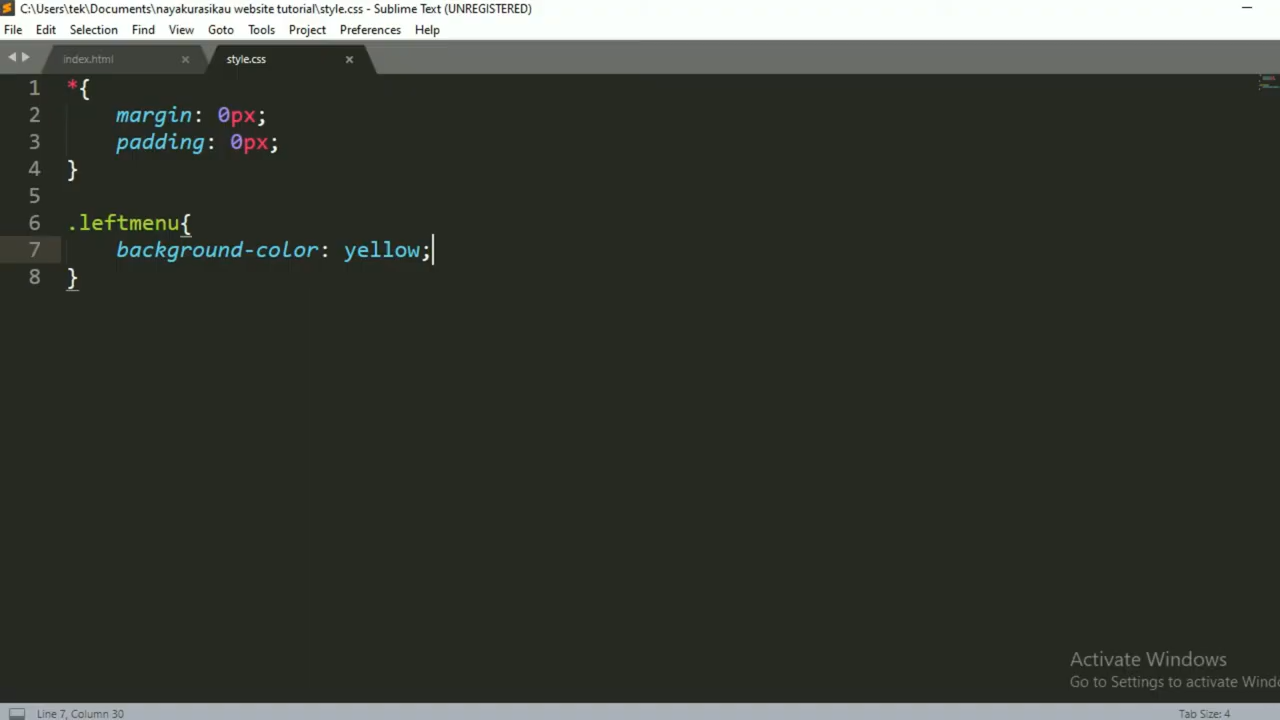 C:\Users\tek\Documents\nayakurasikau website tutorial\style.css - Sublime Text (UNREGISTERED)
File Edit Selection Find View Goto Tools Project Preferences Help
index.html × style.css ×
1 *{
2 margin: 0px;
3 padding: 0px;
4 }
5
6 .leftmenu{
7 background-color: yellow;
8 }
Activate Windows
Go to Settings to activate Wind
Line 7, Column 30 Tab Size: 4